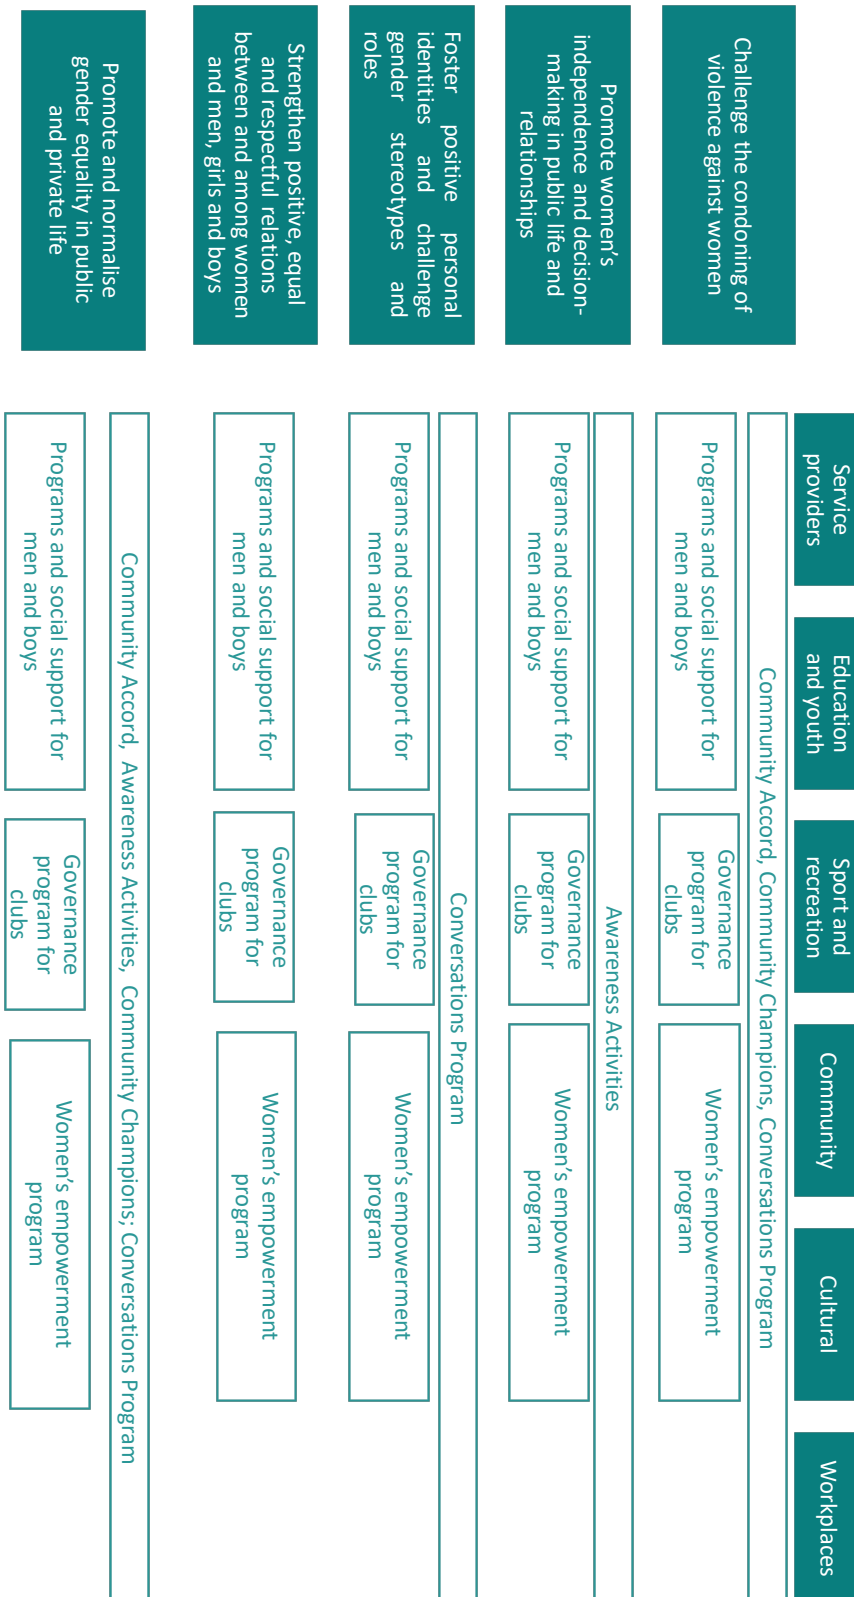 Service
providers
Education
and youth
Sport and
recreation
Community
Cultural
Workplaces
Challenge the condoning of
violence against women
Community Accord, Community Champions, Conversations Program
Programs and social support for
men and boys
Governance
program for
clubs
Women's empowerment
program
Promote women's
independence and decision-
making in public life and
relationships
Awareness Activities
Programs and social support for
men and boys
Governance
program for
clubs
Women's empowerment
program
Foster positive personal
identities and challenge
gender stereotypes and
roles
Conversations Program
Programs and social support for
men and boys
Governance
program for
clubs
Women's empowerment
program
Strengthen positive, equal
and respectful relations
between and among women
and men, girls and boys
Programs and social support for
men and boys
Governance
program for
clubs
Women's empowerment
program
Promote and normalise
gender equality in public
and private life
Community Accord, Awareness Activities, Community Champions; Conversations Program
Programs and social support for
men and boys
Governance
program for
clubs
Women's empowerment
program